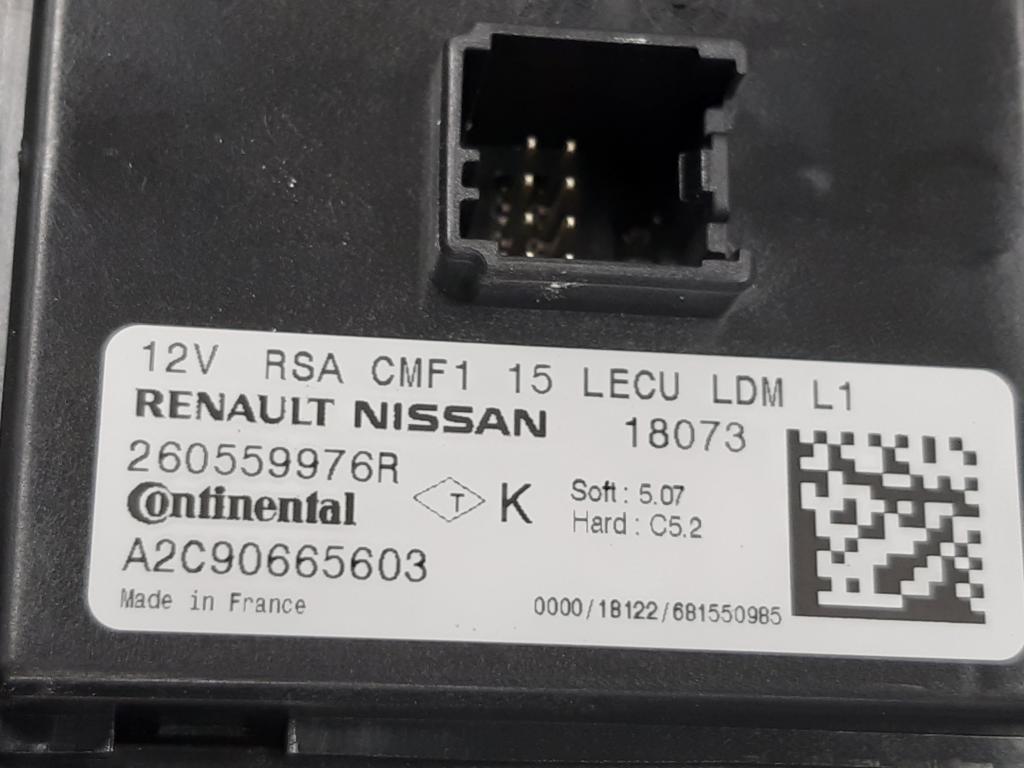 12V RSA CMF1 15 LECU LDM L1
RENAULT NISSAN 18073
260559976R
Continental T K Soft : 5.07
Hard : C5.2
A2C90665603
Made in France 0000/18122/681550985